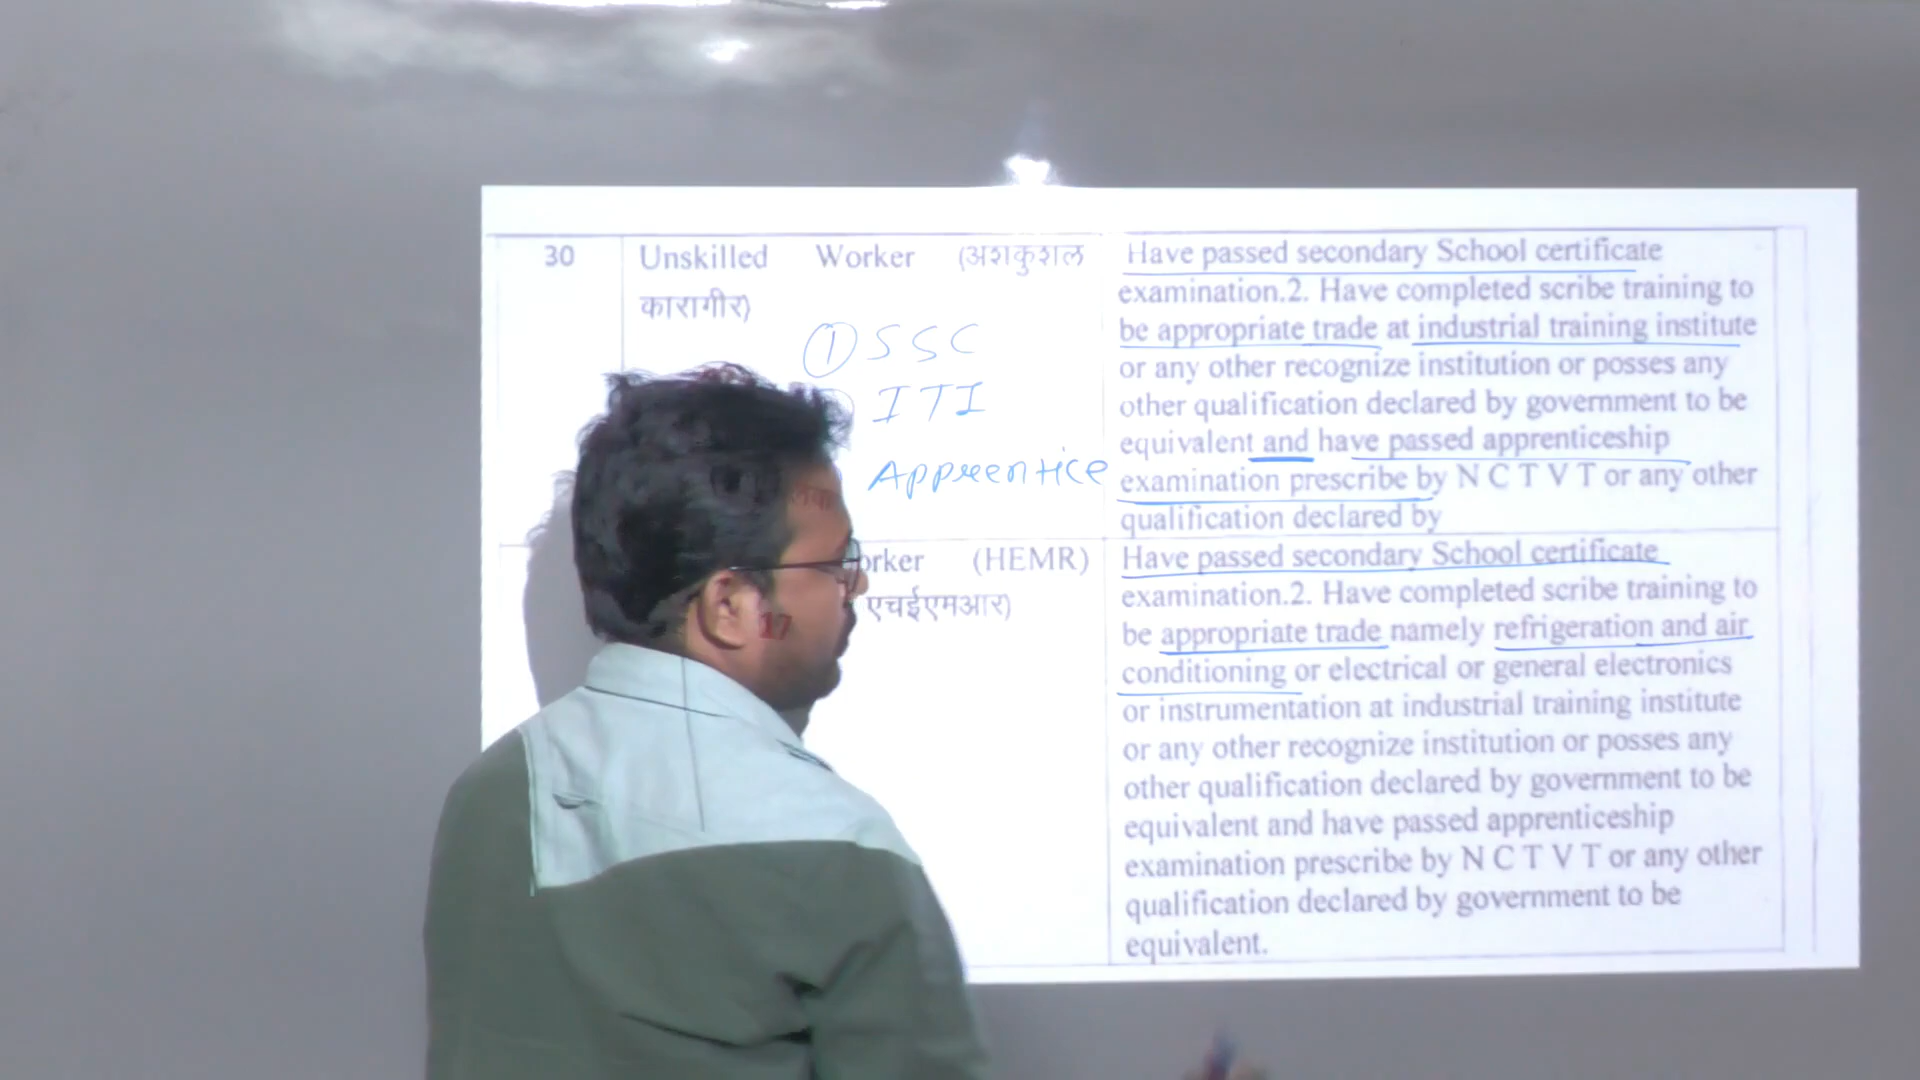 30
Unskilled Worker (अशकुशल
कारागीर)
① SSC
ITI
Apprentice
Have passed secondary School certificate
examination.2. Have completed scribe training to
be appropriate trade at industrial training institute
or any other recognize institution or posses any
other qualification declared by government to be
equivalent and have passed apprenticeship
examination prescribe by N C T V T or any other
qualification declared by
(HEMR)
एचईएमआर)
17
Have passed secondary School certificate
examination.2. Have completed scribe training to
be appropriate trade namely refrigeration and air
conditioning or electrical or general electronics
or instrumentation at industrial training institute
or any other recognize institution or posses any
other qualification declared by government to be
equivalent and have passed apprenticeship
examination prescribe by N C T V T or any other
qualification declared by government to be
equivalent.